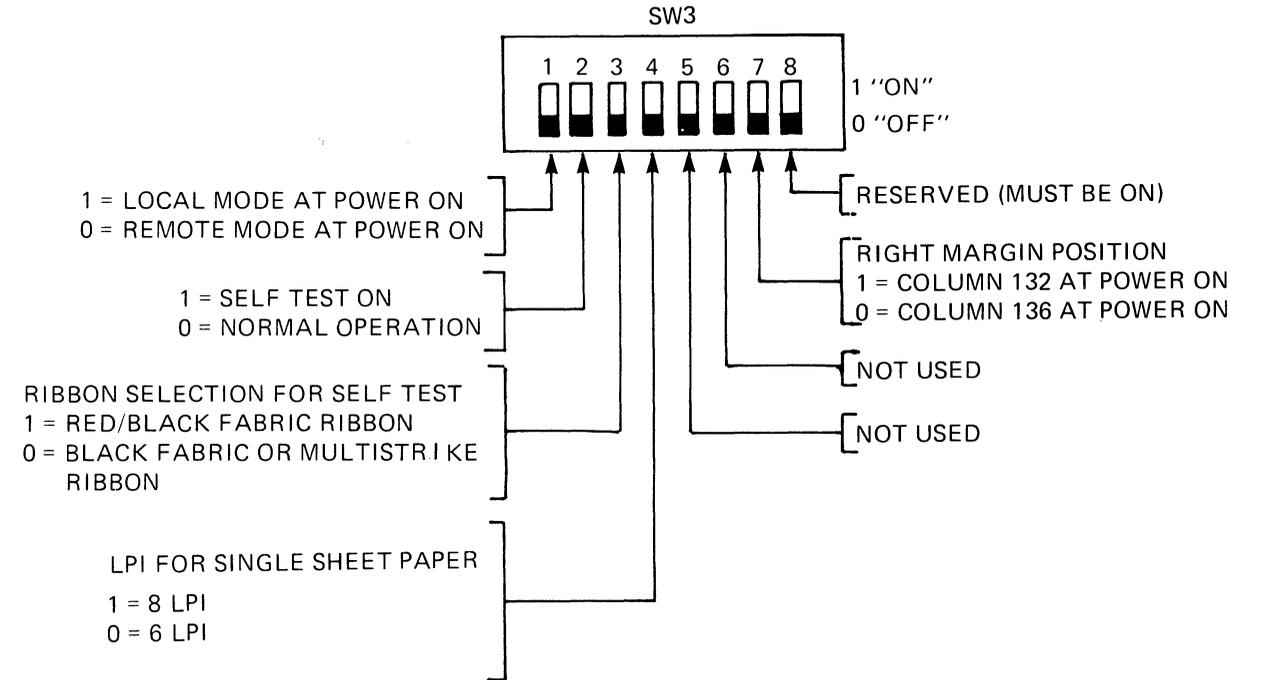 SW3
1 2 3 4 5 6 7 8
1 "ON"
0 "OFF"
1 = LOCAL MODE AT POWER ON
0 = REMOTE MODE AT POWER ON
1 = SELF TEST ON
0 = NORMAL OPERATION
RIBBON SELECTION FOR SELF TEST
1 = RED/BLACK FABRIC RIBBON
0 = BLACK FABRIC OR MULTISTRIKE
RIBBON
LPI FOR SINGLE SHEET PAPER
1 = 8 LPI
0 = 6 LPI
RESERVED (MUST BE ON)
RIGHT MARGIN POSITION
1 = COLUMN 132 AT POWER ON
0 = COLUMN 136 AT POWER ON
NOT USED
NOT USED